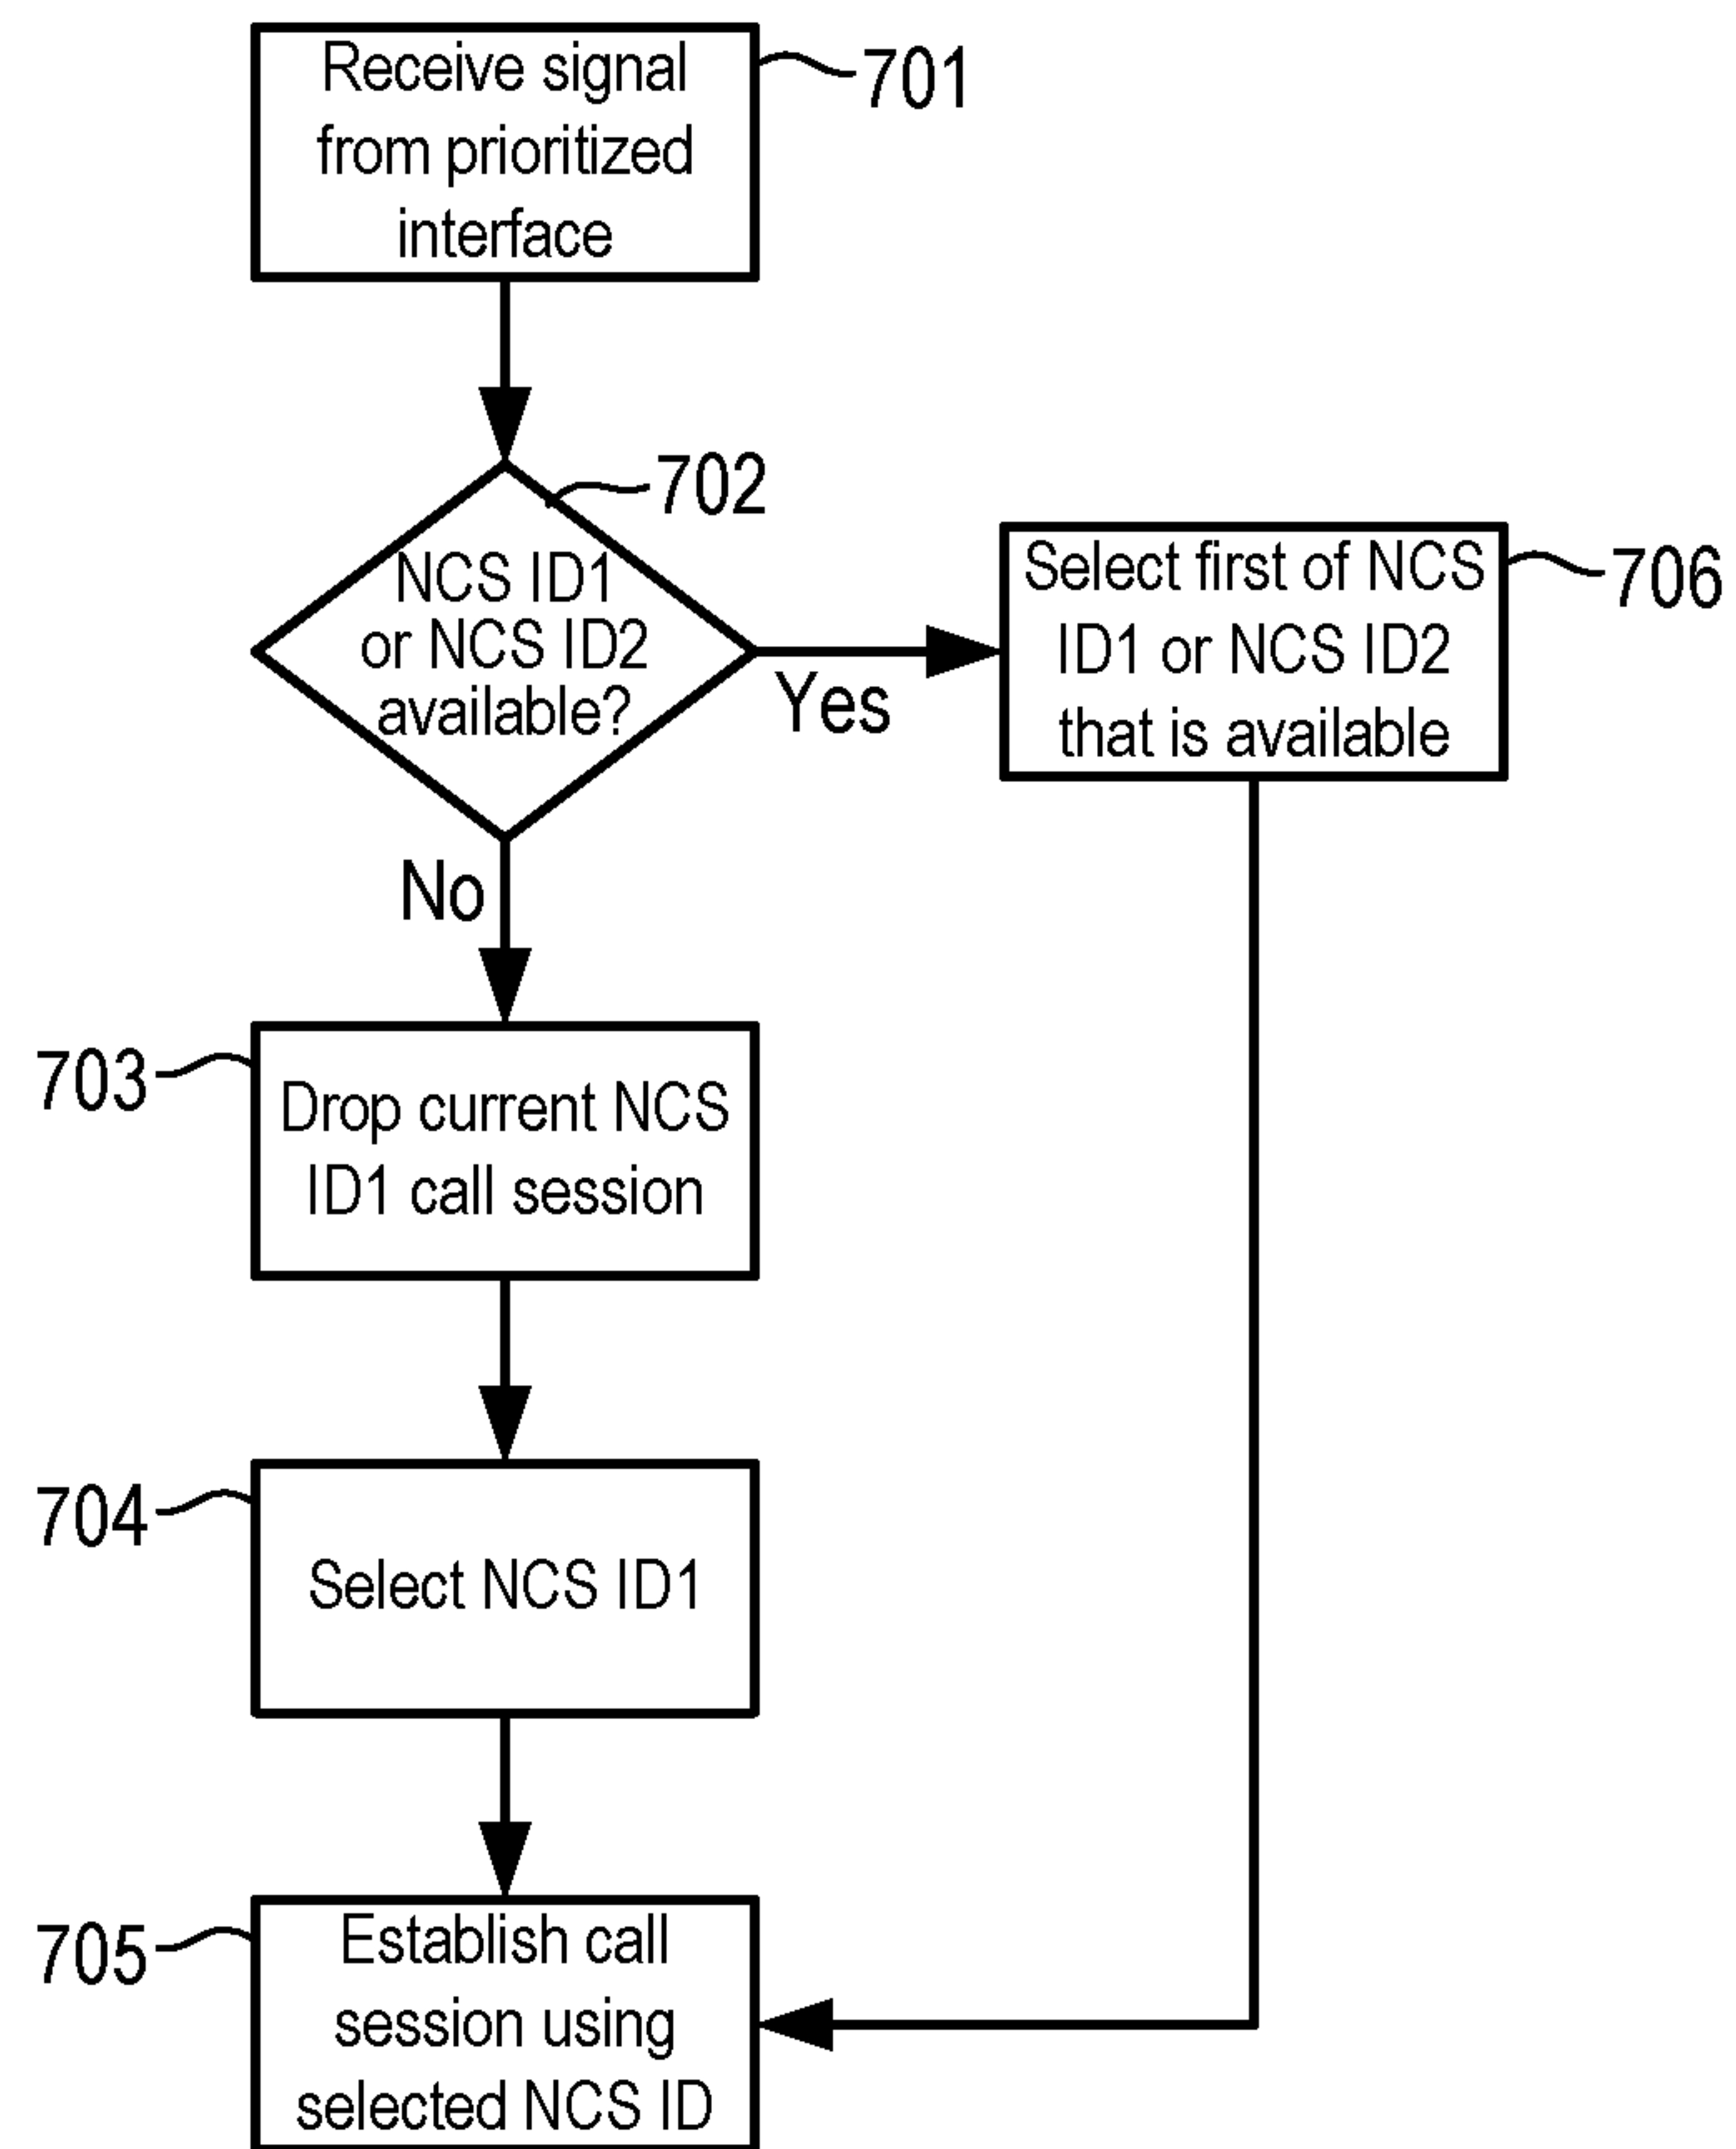 Receive signal
from prioritized
interface
701
702
NCS ID1
or NCS ID2
available?
Yes
Select first of NCS
ID1 or NCS ID2
that is available
706
No
703
Drop current NCS
ID1 call session
704
Select NCS ID1
705
Establish call
session using
selected NCS ID